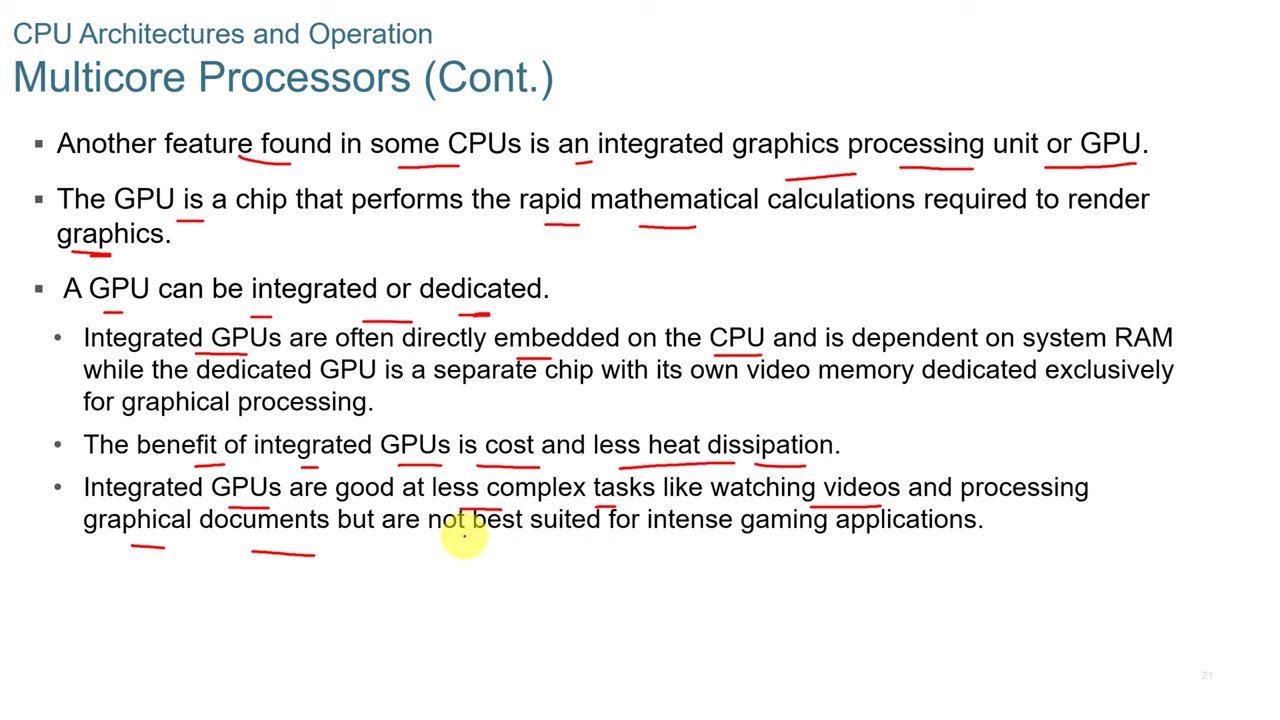 CPU Architectures and Operation
Multicore Processors (Cont.)
▪ Another feature found in some CPUs is an integrated graphics processing unit or GPU.
▪ The GPU is a chip that performs the rapid mathematical calculations required to render
graphics.
▪ A GPU can be integrated or dedicated.
• Integrated GPUs are often directly embedded on the CPU and is dependent on system RAM
while the dedicated GPU is a separate chip with its own video memory dedicated exclusively
for graphical processing.
• The benefit of integrated GPUs is cost and less heat dissipation.
• Integrated GPUs are good at less complex tasks like watching videos and processing
graphical documents but are not best suited for intense gaming applications.
21